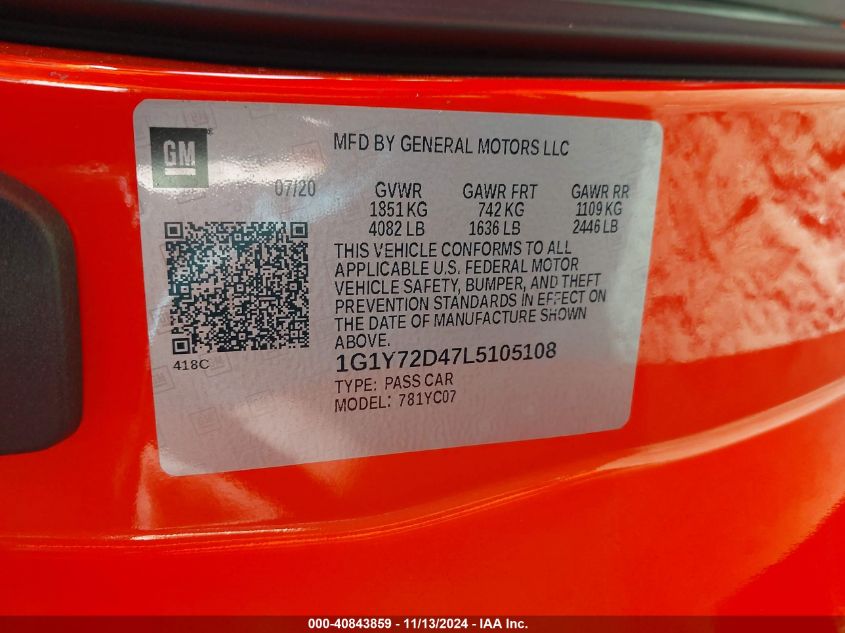 GM
MFD BY GENERAL MOTORS LLC
07/20 GVWR GAWR FRT GAWR RR
1851 KG 742 KG 1109 KG
4082 LB 1636 LB 2446 LB
THIS VEHICLE CONFORMS TO ALL
APPLICABLE U.S. FEDERAL MOTOR
VEHICLE SAFETY, BUMPER, AND THEFT
PREVENTION STANDARDS IN EFFECT ON
THE DATE OF MANUFACTURE SHOWN
ABOVE.
418C
1G1Y72D47L5105108
TYPE: PASS CAR
MODEL: 781YC07
000-40843859 - 11/13/2024 - IAA Inc.